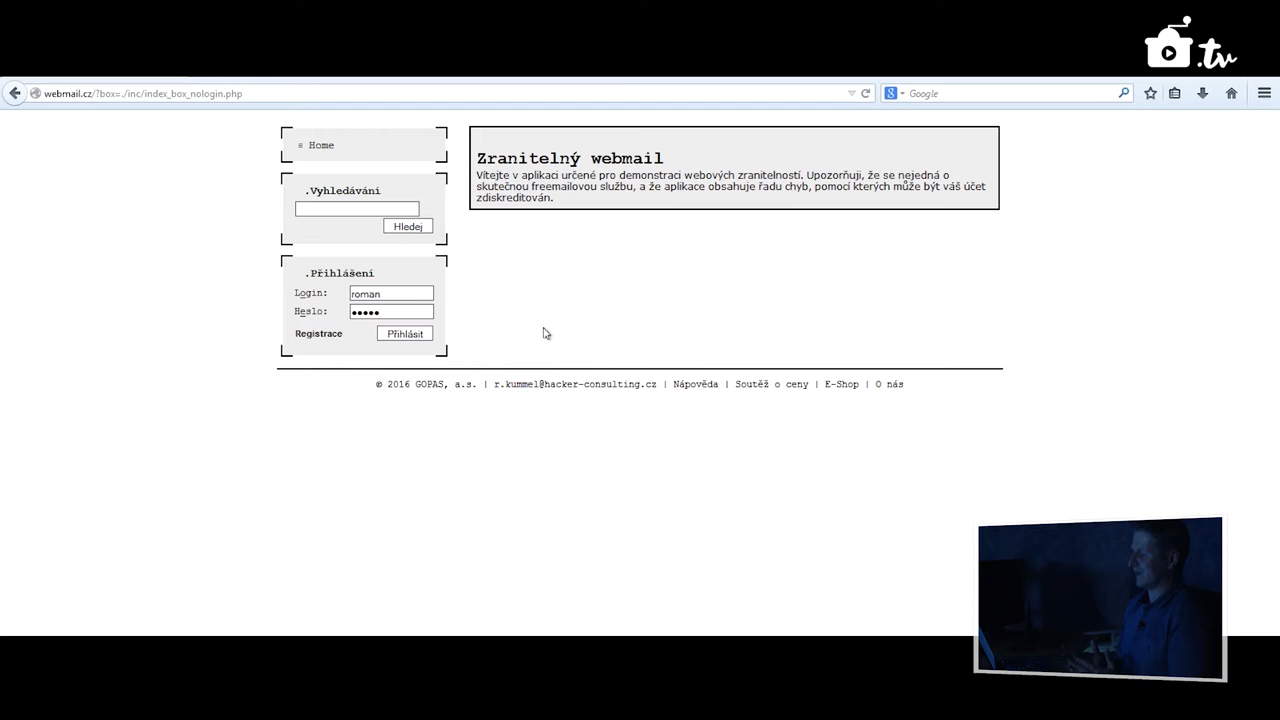 .tv
webmail.cz/?box=./inc/index_box_nologin.php
Google
Home
.Vyhledávání
Hledej
.Přihlášení
Login: roman
Heslo: ●●●●●
Registrace Přihlásit
Zranitelný webmail
Vítejte v aplikaci určené pro demonstraci webových zranitelností. Upozorňuji, že se nejedná o
skutečnou freemailovou službu, a že aplikace obsahuje řadu chyb, pomocí kterých může být váš účet
zdiskreditován.
© 2016 GOPAS, a.s. | r.kummel@hacker-consulting.cz | Nápověda | Soutěž o ceny | E-Shop | O nás